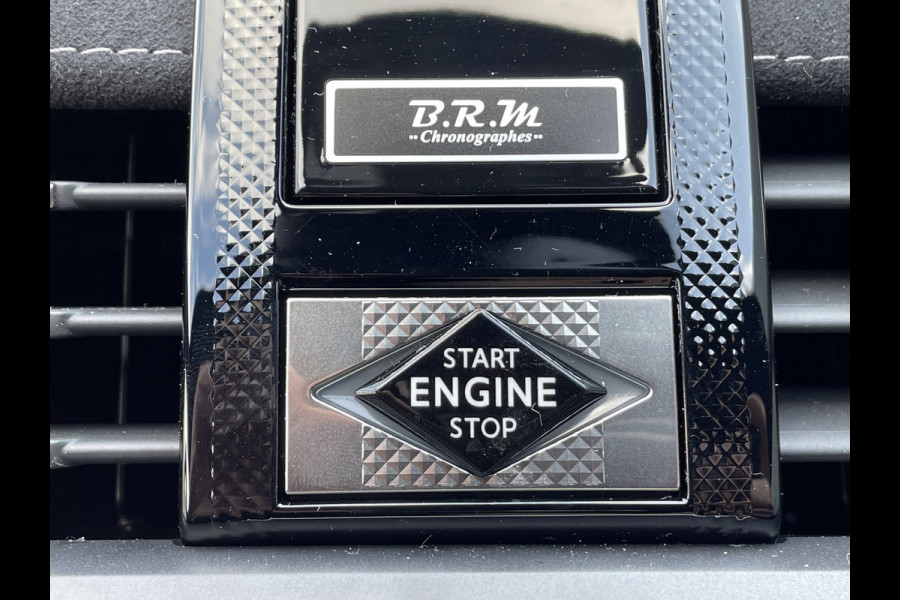 B.R.M
Chronographes
START
ENGINE
STOP